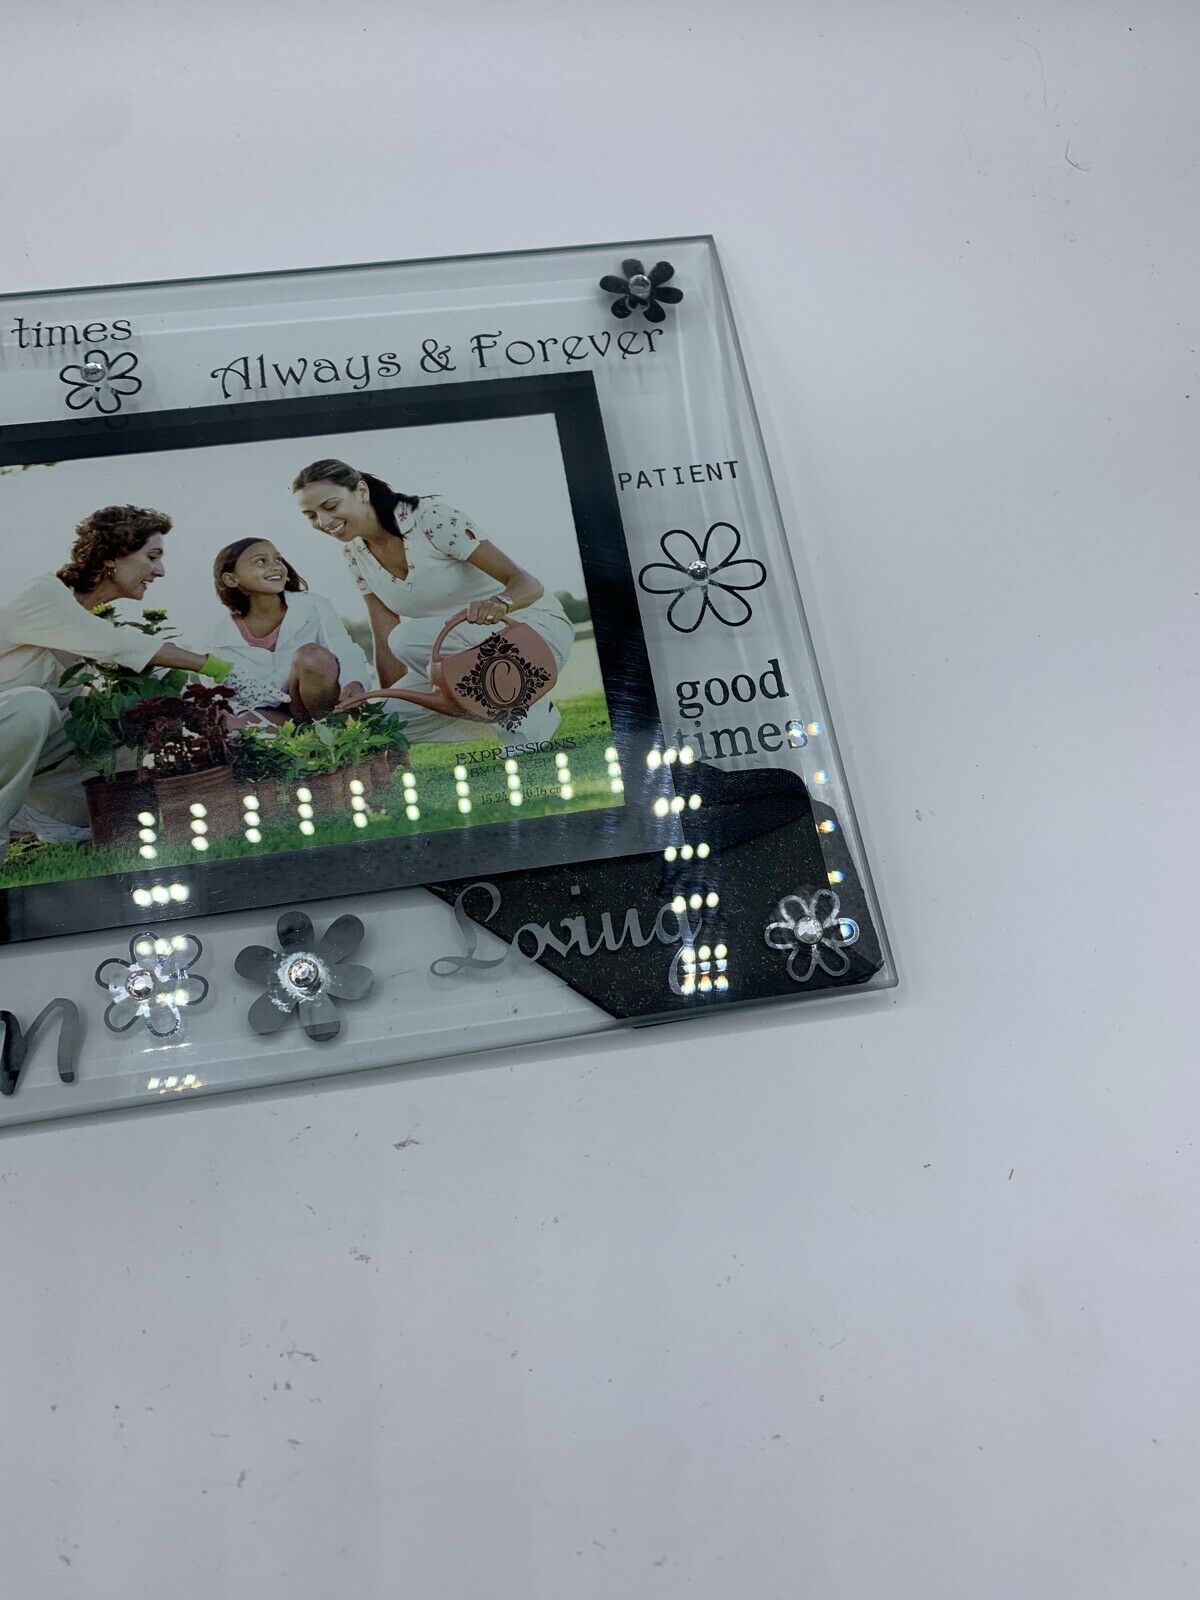 times
Always & Forever
PATIENT
good
times
C
EXPRESSIONS
Loving